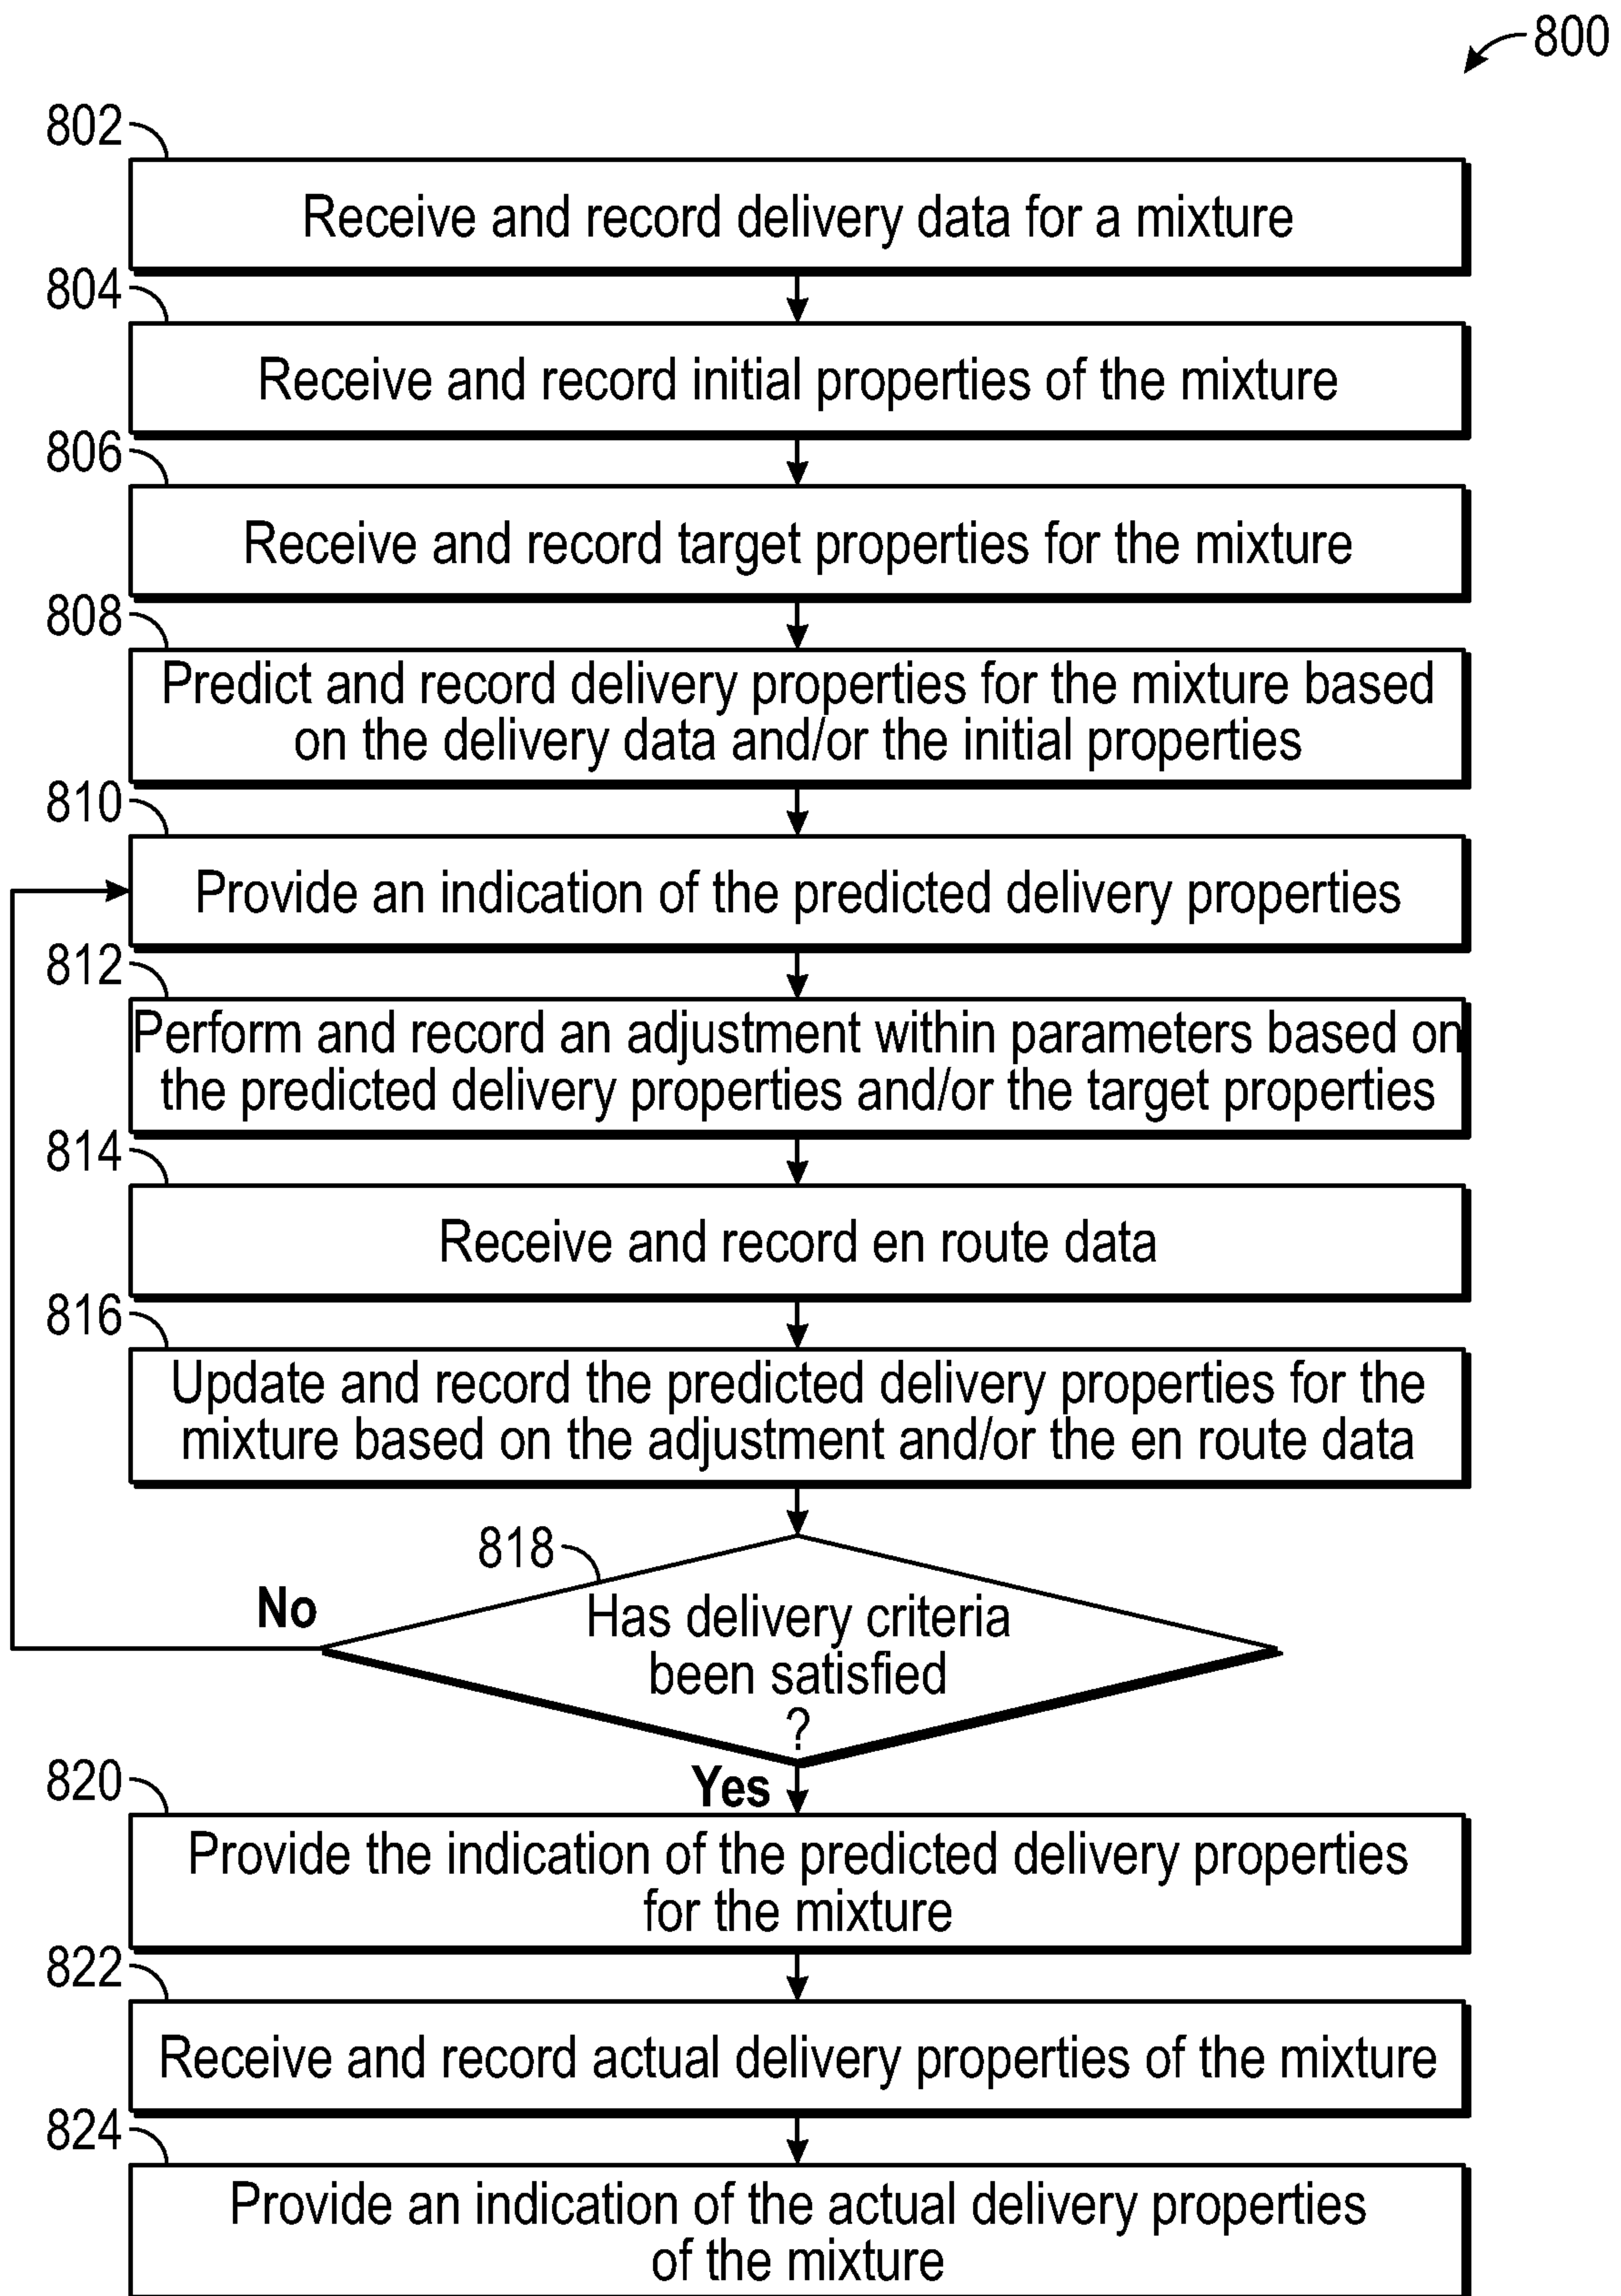 800
802
Receive and record delivery data for a mixture
804
Receive and record initial properties of the mixture
806
Receive and record target properties for the mixture
808
Predict and record delivery properties for the mixture based
on the delivery data and/or the initial properties
810
Provide an indication of the predicted delivery properties
812
Perform and record an adjustment within parameters based on
the predicted delivery properties and/or the target properties
814
Receive and record en route data
816
Update and record the predicted delivery properties for the
mixture based on the adjustment and/or the en route data
818
No
Has delivery criteria
been satisfied
?
Yes
820
Provide the indication of the predicted delivery properties
for the mixture
822
Receive and record actual delivery properties of the mixture
824
Provide an indication of the actual delivery properties
of the mixture